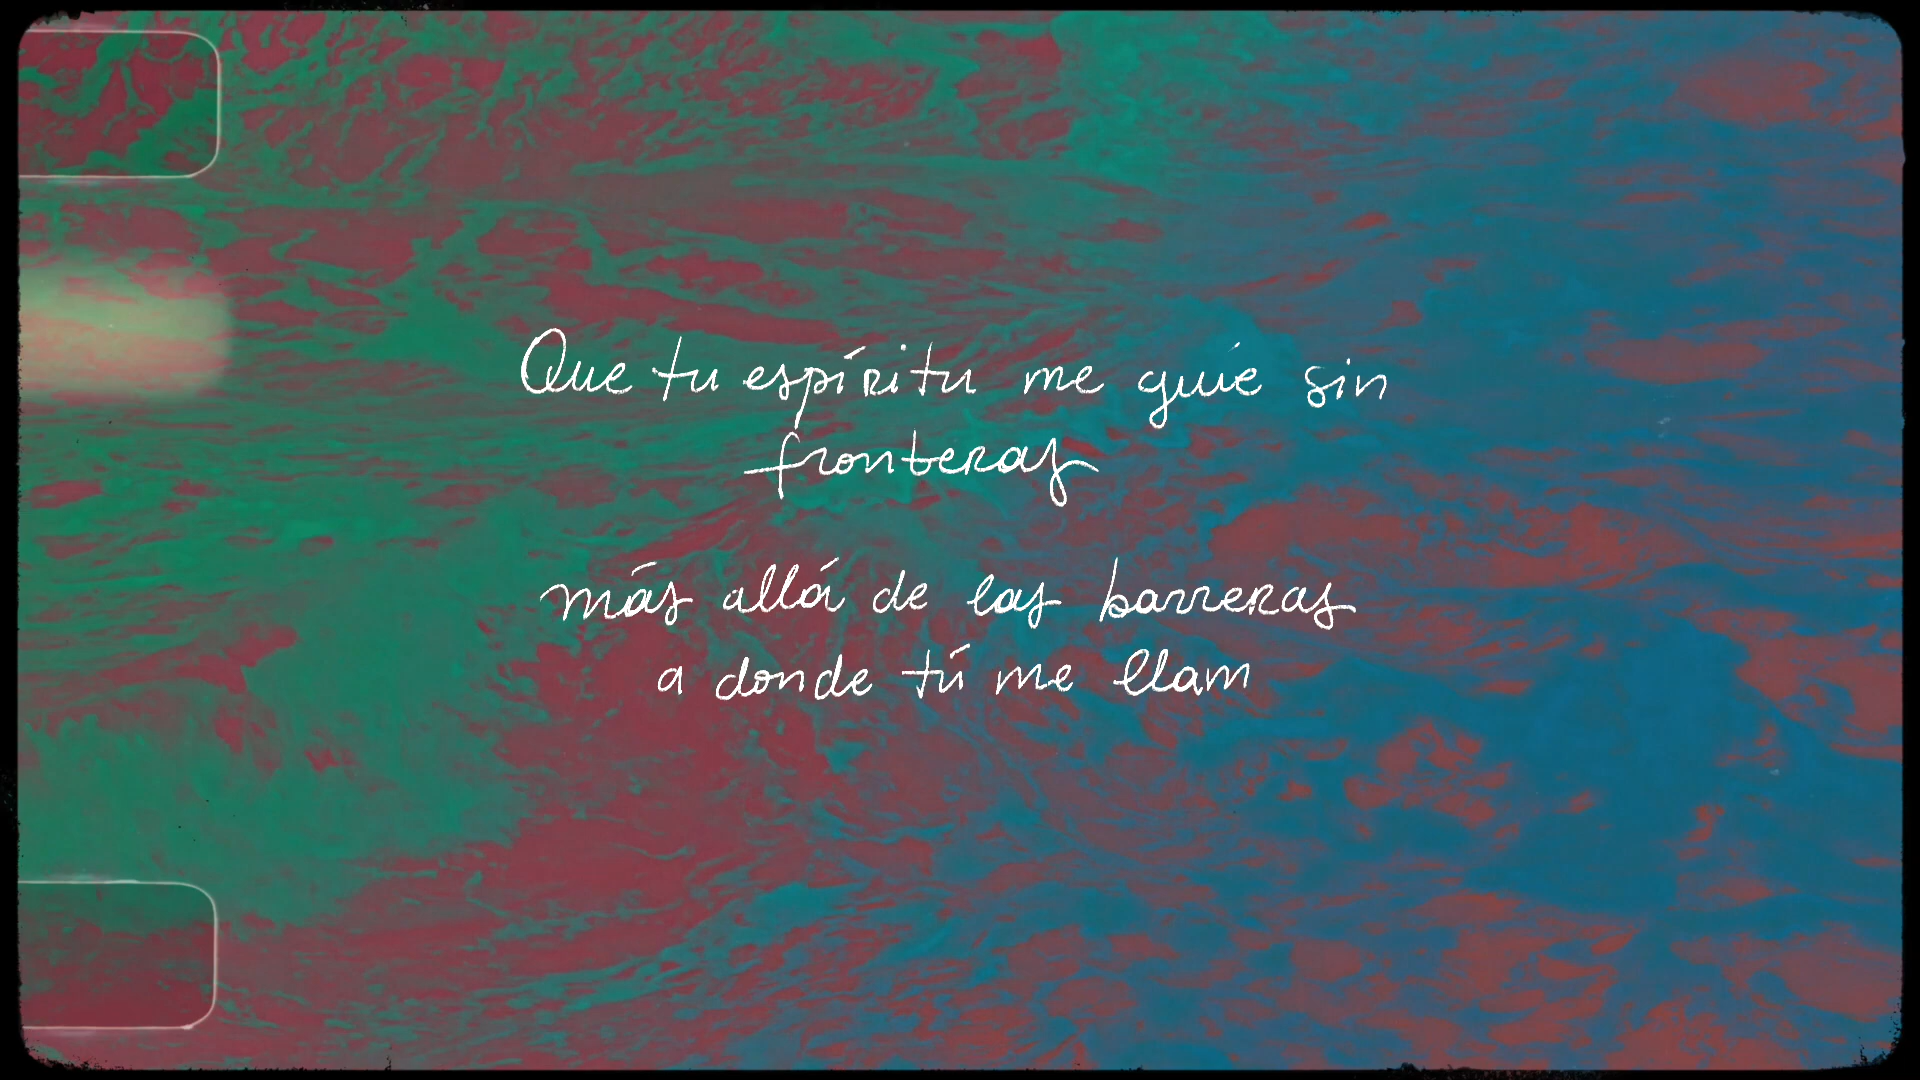 Que tu espíritu me guíe sin
fronteras
más allá de las barreras
a donde tú me llam